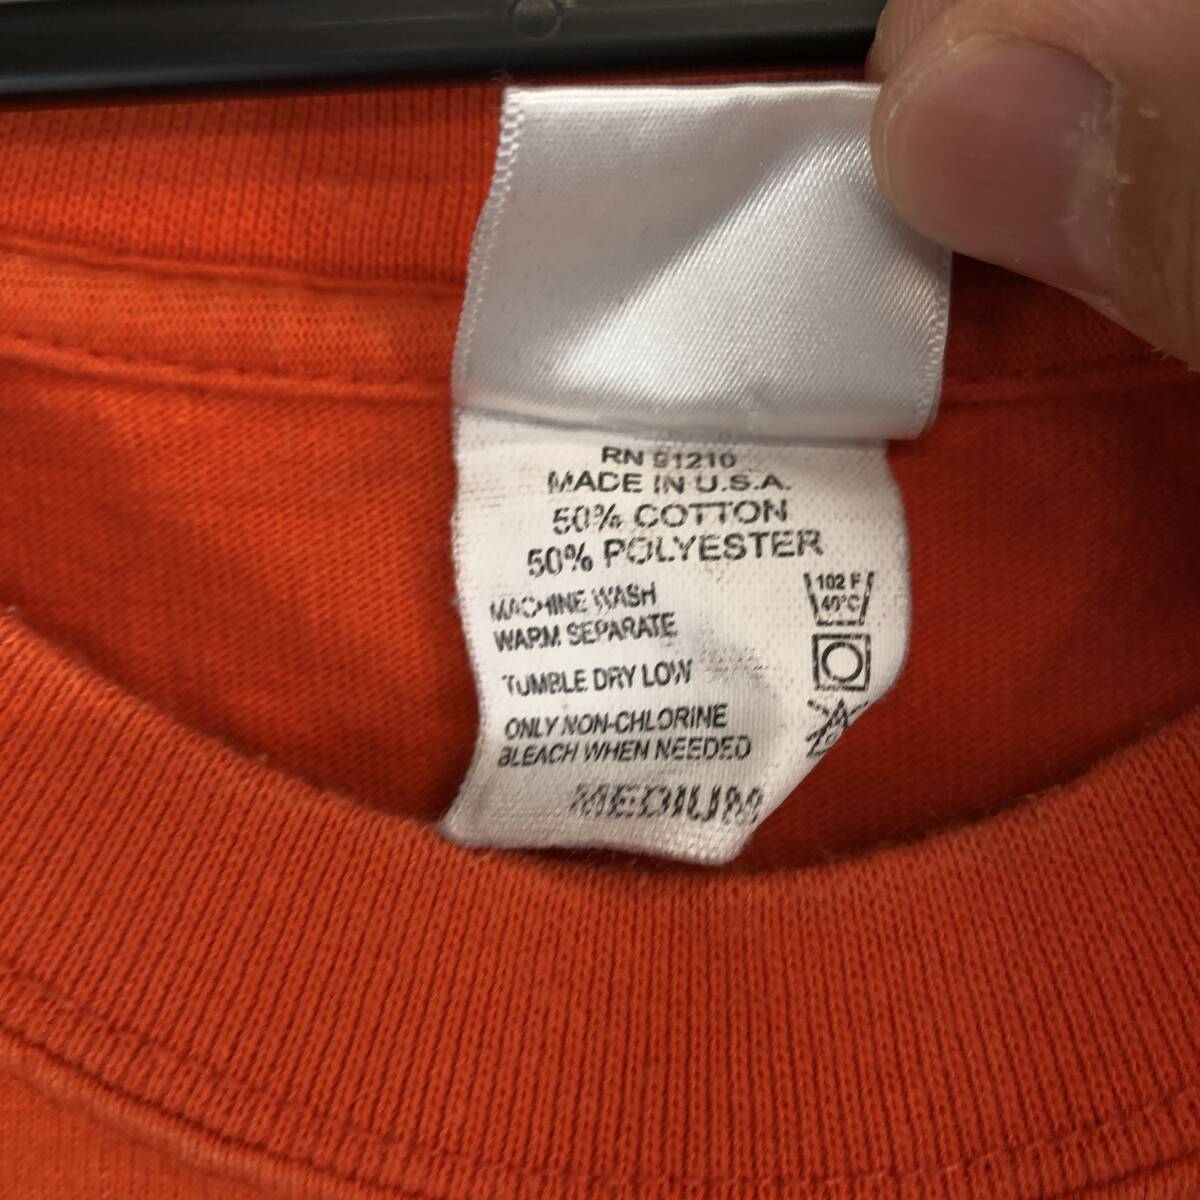 RN 91210
MADE IN U.S.A.
50% COTTON
50% POLYESTER
MACHINE WASH
WARM SEPARATE
TUMBLE DRY LOW
ONLY NON-CHLORINE
BLEACH WHEN NEEDED
MEDIUM
102 F
40°C